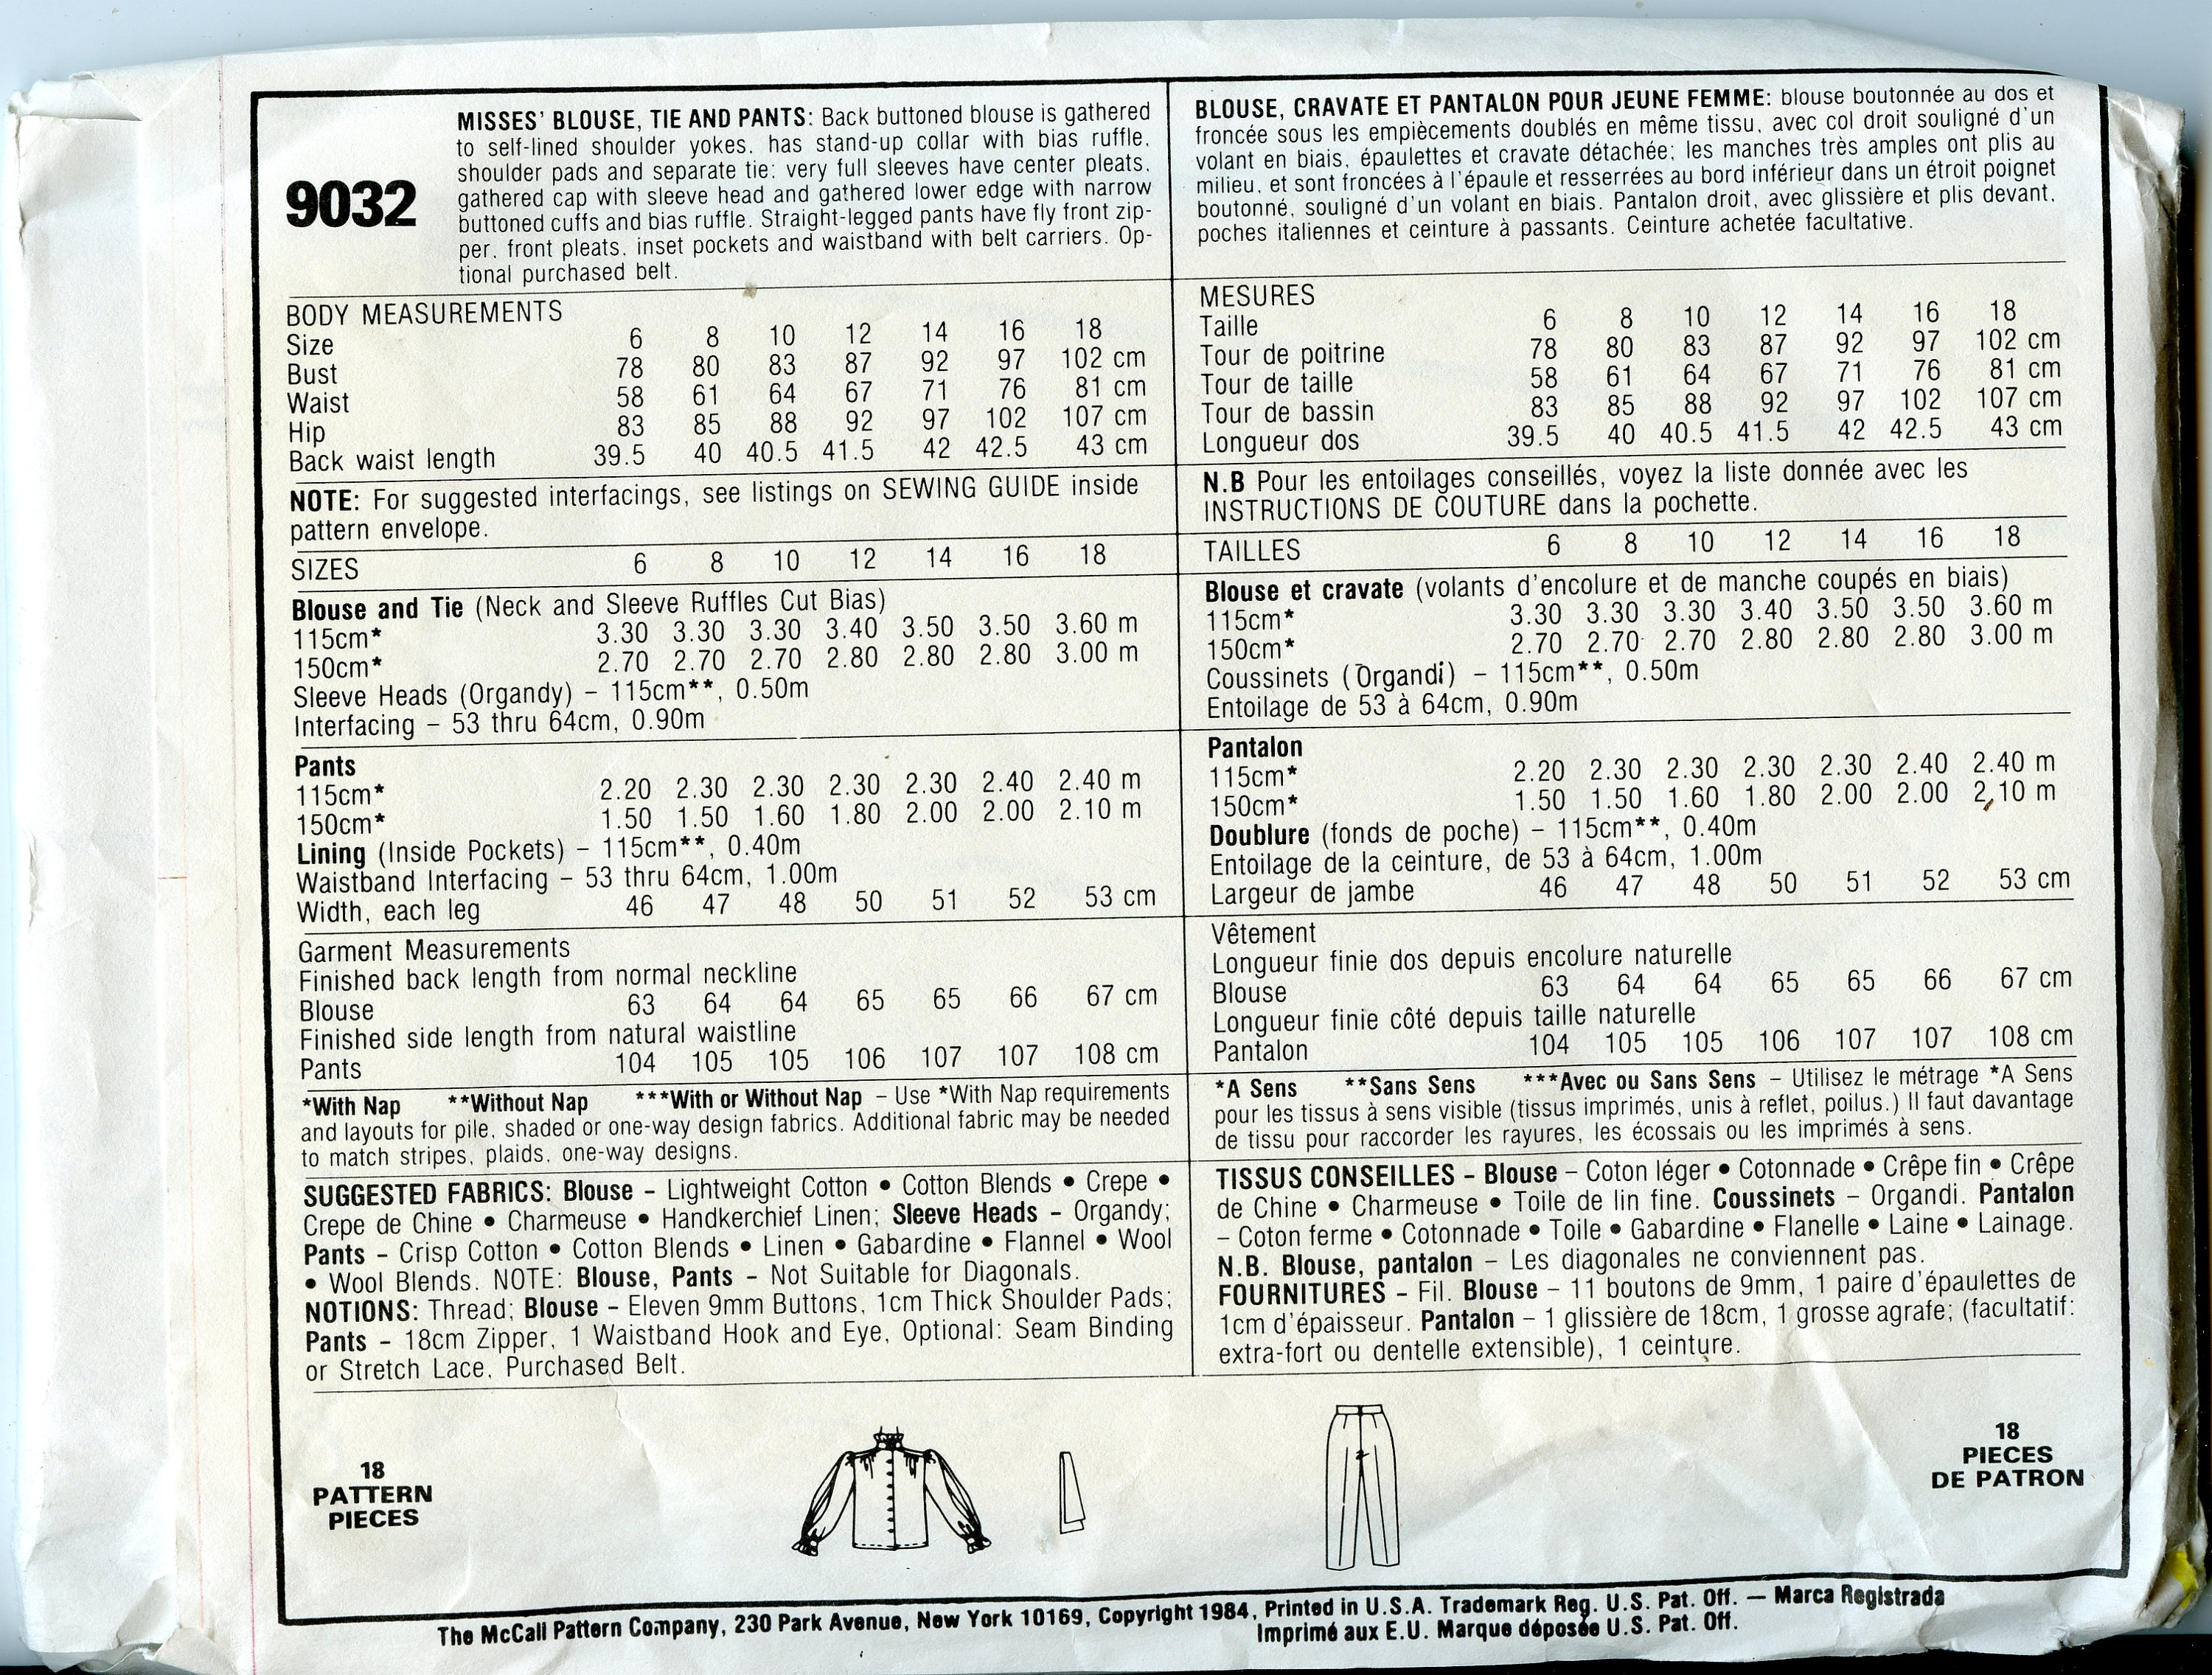 9032
MISSES' BLOUSE, TIE AND PANTS: Back buttoned blouse is gathered
to self-lined shoulder yokes, has stand-up collar with bias ruffle,
shoulder pads and separate tie; very full sleeves have center pleats,
gathered cap with sleeve head and gathered lower edge with narrow
buttoned cuffs and bias ruffle. Straight-legged pants have fly front zip-
per, front pleats, inset pockets and waistband with belt carriers. Op-
tional purchased belt.
BODY MEASUREMENTS
Size 6 8 10 12 14 16 18
Bust 78 80 83 87 92 97 102 cm
Waist 58 61 64 67 71 76 81 cm
Hip 83 85 88 92 97 102 107 cm
Back waist length 39.5 40 40.5 41.5 42 42.5 43 cm
NOTE: For suggested interfacings, see listings on SEWING GUIDE inside
pattern envelope.
SIZES 6 8 10 12 14 16 18
Blouse and Tie (Neck and Sleeve Ruffles Cut Bias)
115cm* 3.30 3.30 3.30 3.40 3.50 3.50 3.60 m
150cm* 2.70 2.70 2.70 2.80 2.80 2.80 3.00 m
Sleeve Heads (Organdy) – 115cm**, 0.50m
Interfacing – 53 thru 64cm, 0.90m
Pants
115cm* 2.20 2.30 2.30 2.30 2.30 2.40 2.40 m
150cm* 1.50 1.50 1.60 1.80 2.00 2.00 2.10 m
Lining (Inside Pockets) – 115cm**, 0.40m
Waistband Interfacing – 53 thru 64cm, 1.00m
Width, each leg 46 47 48 50 51 52 53 cm
Garment Measurements
Finished back length from normal neckline
Blouse 63 64 64 65 65 66 67 cm
Finished side length from natural waistline
Pants 104 105 105 106 107 107 108 cm
*With Nap **Without Nap ***With or Without Nap – Use *With Nap requirements
and layouts for pile, shaded or one-way design fabrics. Additional fabric may be needed
to match stripes, plaids, one-way designs.
SUGGESTED FABRICS: Blouse – Lightweight Cotton • Cotton Blends • Crepe •
Crepe de Chine • Charmeuse • Handkerchief Linen; Sleeve Heads – Organdy;
Pants – Crisp Cotton • Cotton Blends • Linen • Gabardine • Flannel • Wool
• Wool Blends. NOTE: Blouse, Pants – Not Suitable for Diagonals.
NOTIONS: Thread; Blouse – Eleven 9mm Buttons, 1cm Thick Shoulder Pads;
Pants – 18cm Zipper, 1 Waistband Hook and Eye, Optional: Seam Binding
or Stretch Lace, Purchased Belt.
BLOUSE, CRAVATE ET PANTALON POUR JEUNE FEMME: blouse boutonnée au dos et
froncée sous les empiècements doublés en même tissu, avec col droit souligné d'un
volant en biais, épaulettes et cravate détachée; les manches très amples ont plis au
milieu, et sont froncées à l'épaule et resserrées au bord inférieur dans un étroit poignet
boutonné, souligné d'un volant en biais. Pantalon droit, avec glissière et plis devant,
poches italiennes et ceinture à passants. Ceinture achetée facultative.
MESURES
Taille 6 8 10 12 14 16 18
Tour de poitrine 78 80 83 87 92 97 102 cm
Tour de taille 58 61 64 67 71 76 81 cm
Tour de bassin 83 85 88 92 97 102 107 cm
Longueur dos 39.5 40 40.5 41.5 42 42.5 43 cm
N.B Pour les entoilages conseillés, voyez la liste donnée avec les
INSTRUCTIONS DE COUTURE dans la pochette.
TAILLES 6 8 10 12 14 16 18
Blouse et cravate (volants d'encolure et de manche coupés en biais)
115cm* 3.30 3.30 3.30 3.40 3.50 3.50 3.60 m
150cm* 2.70 2.70 2.70 2.80 2.80 2.80 3.00 m
Coussinets (Organdi) – 115cm**, 0.50m
Entoilage de 53 à 64cm, 0.90m
Pantalon
115cm* 2.20 2.30 2.30 2.30 2.30 2.40 2.40 m
150cm* 1.50 1.50 1.60 1.80 2.00 2.00 2.10 m
Doublure (fonds de poche) – 115cm**, 0.40m
Entoilage de la ceinture, de 53 à 64cm, 1.00m
Largeur de jambe 46 47 48 50 51 52 53 cm
Vêtement
Longueur finie dos depuis encolure naturelle
Blouse 63 64 64 65 65 66 67 cm
Longueur finie côté depuis taille naturelle
Pantalon 104 105 105 106 107 107 108 cm
*A Sens **Sans Sens ***Avec ou Sans Sens – Utilisez le métrage *A Sens
pour les tissus à sens visible (tissus imprimés, unis à reflet, poilus.) Il faut davantage
de tissu pour raccorder les rayures, les écossais ou les imprimés à sens.
TISSUS CONSEILLES – Blouse – Coton léger • Cotonnade • Crêpe fin • Crêpe
de Chine • Charmeuse • Toile de lin fine. Coussinets – Organdi. Pantalon
– Coton ferme • Cotonnade • Toile • Gabardine • Flanelle • Laine • Lainage.
N.B. Blouse, pantalon – Les diagonales ne conviennent pas.
FOURNITURES – Fil. Blouse – 11 boutons de 9mm, 1 paire d'épaulettes de
1cm d'épaisseur. Pantalon – 1 glissière de 18cm, 1 grosse agrafe; (facultatif:
extra-fort ou dentelle extensible), 1 ceinture.
18
PATTERN
PIECES
18
PIECES
DE PATRON
The McCall Pattern Company, 230 Park Avenue, New York 10169, Copyright 1984, Printed in U.S.A. Trademark Reg. U.S. Pat. Off. — Marca Registrada
Imprimé aux E.U. Marque déposée U.S. Pat. Off.